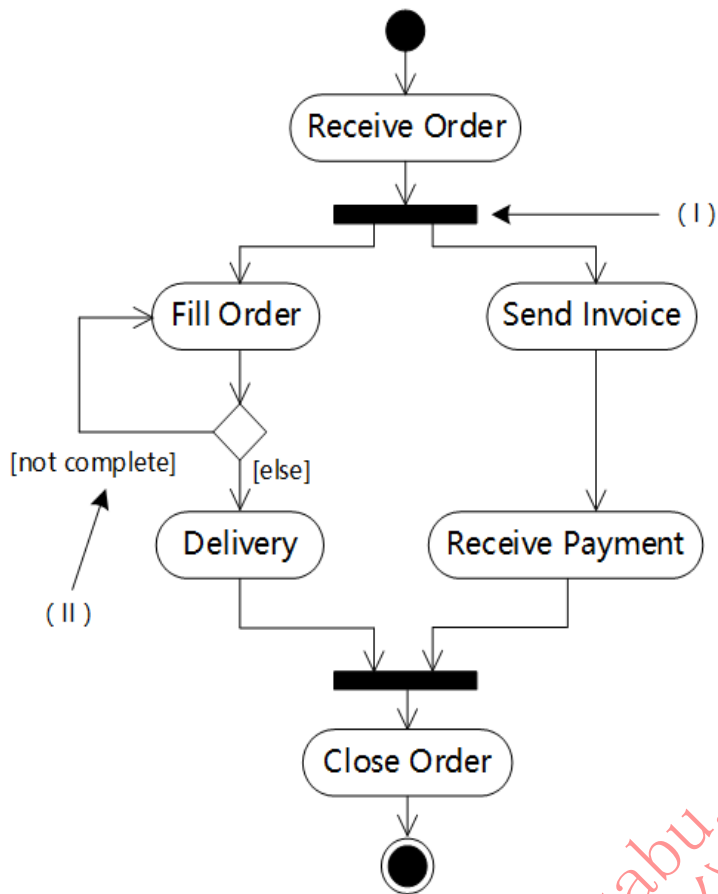 Receive Order
( I )
Fill Order
Send Invoice
[not complete]
[else]
Delivery
Receive Payment
( II )
Close Order